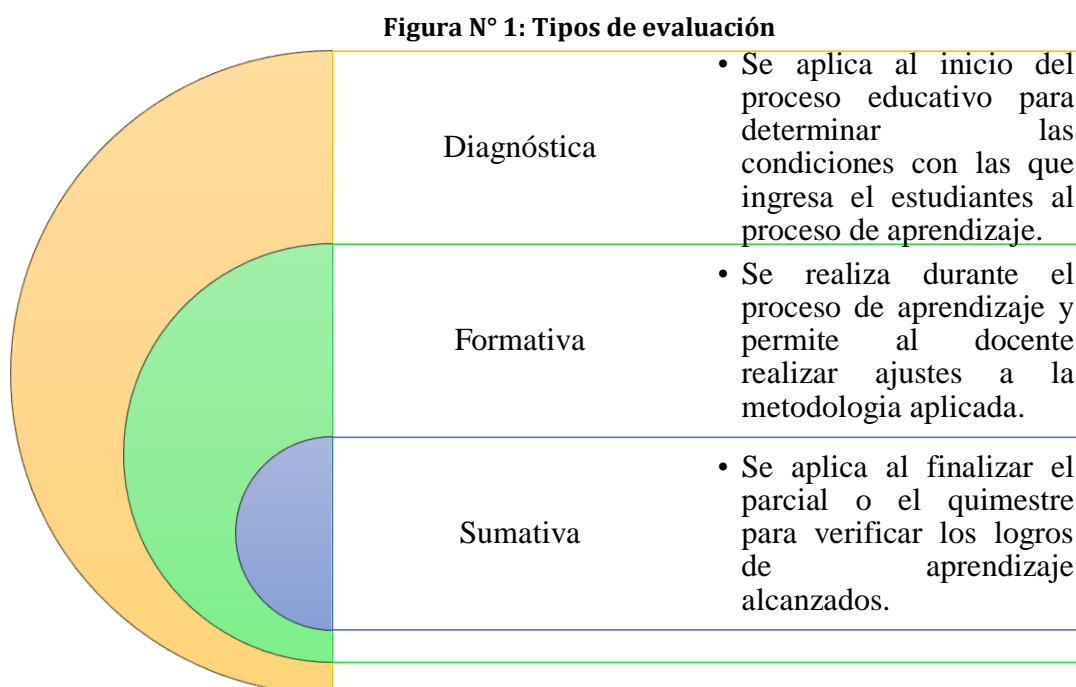 Figura N° 1: Tipos de evaluación
Diagnóstica
• Se aplica al inicio del
proceso educativo para
determinar las
condiciones con las que
ingresa el estudiantes al
proceso de aprendizaje.
Formativa
• Se realiza durante el
proceso de aprendizaje y
permite al docente
realizar ajustes a la
metodologia aplicada.
Sumativa
• Se aplica al finalizar el
parcial o el quimestre
para verificar los logros
de aprendizaje
alcanzados.